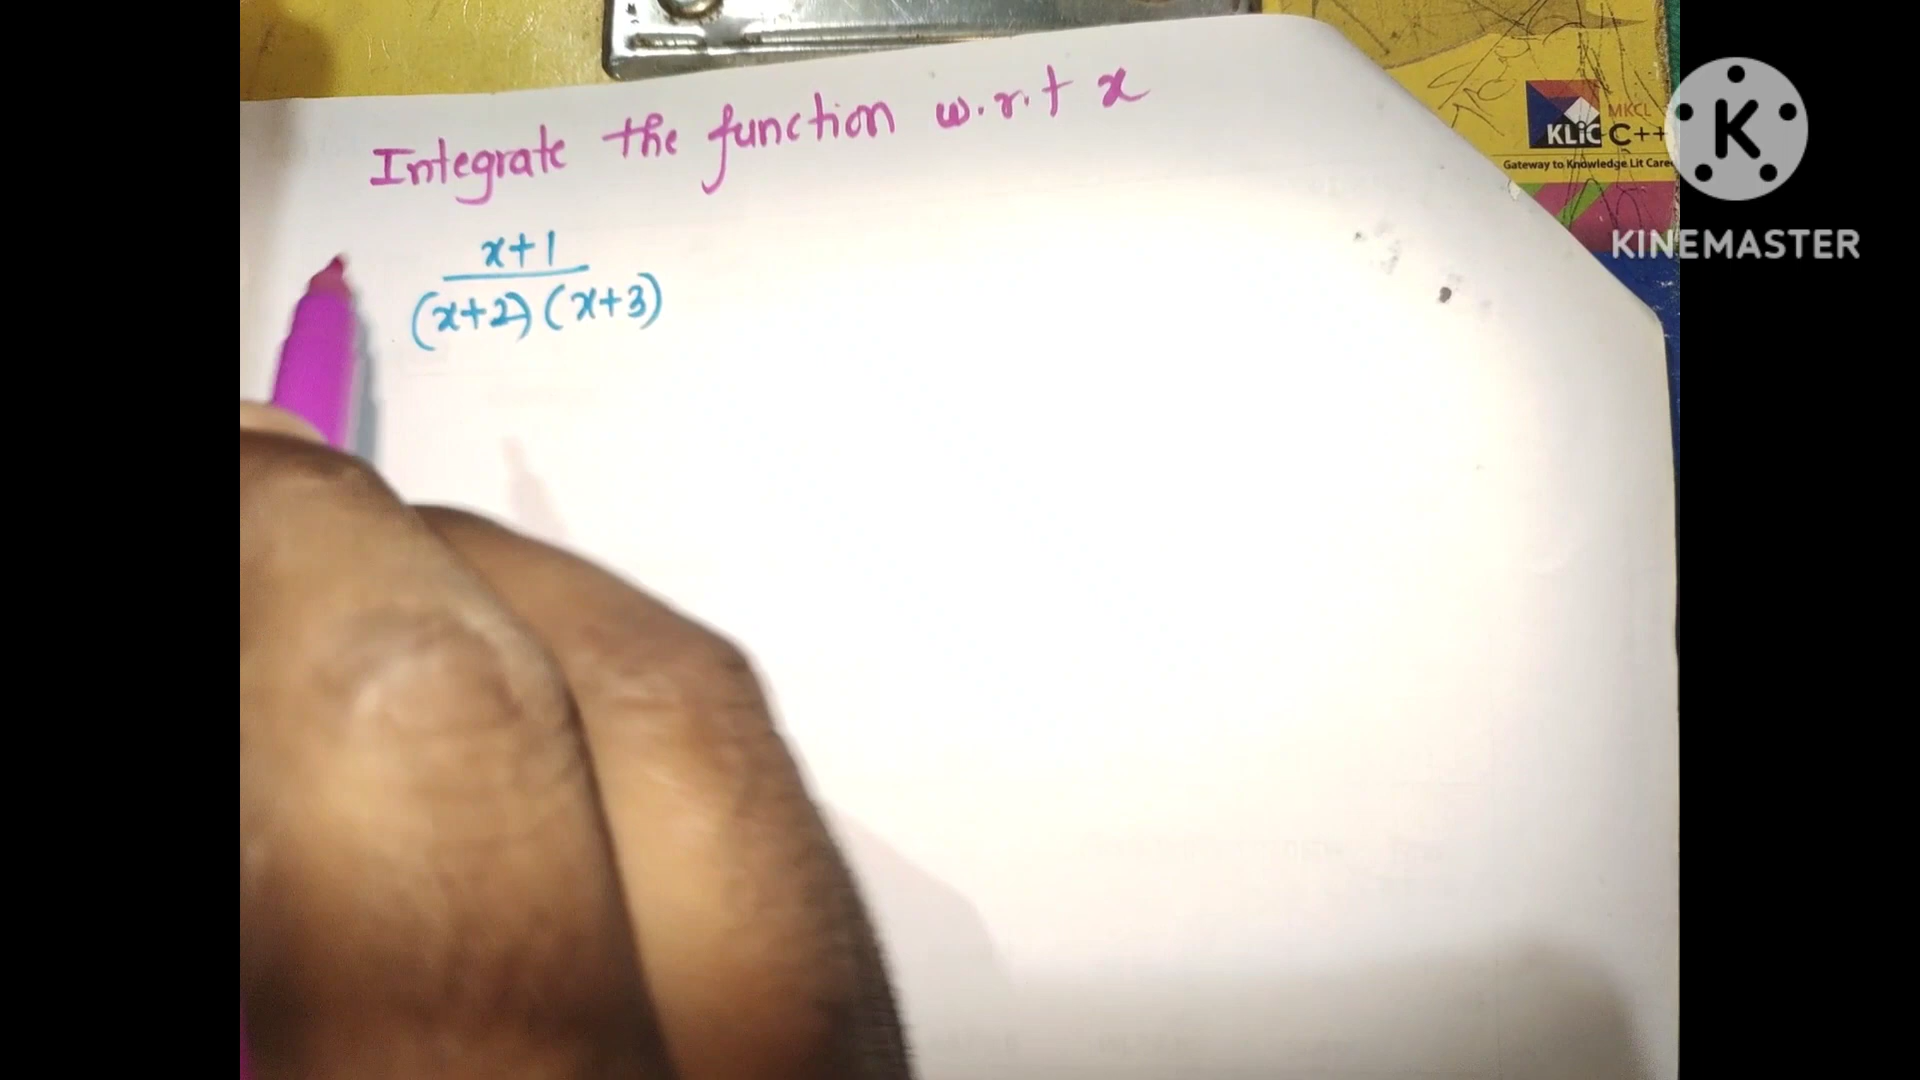 Integrate the function w.r.t x
x+1
(x+2) (x+3)
MKCL
KLiC C++
Gateway to Knowledge Lit Care
K
KINEMASTER